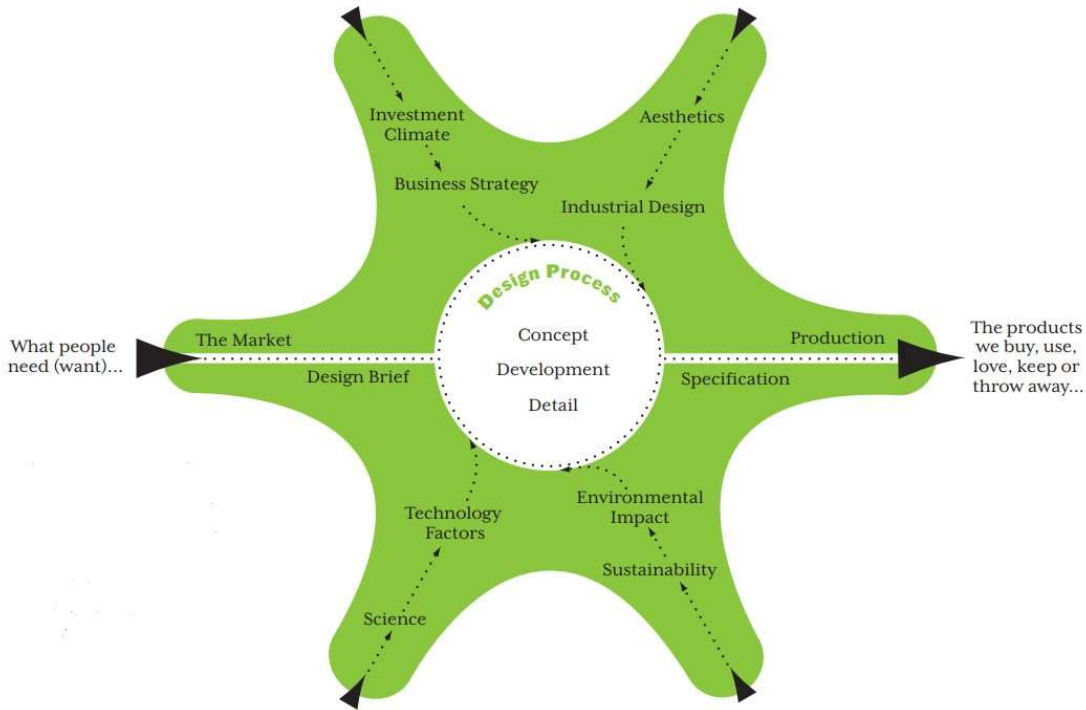 Investment
Climate
Aesthetics
Business Strategy
Industrial Design
Design Process
What people
need (want)...
The Market
Design Brief
Concept
Development
Detail
Production
Specification
The products
we buy, use,
love, keep or
throw away...
Technology
Factors
Environmental
Impact
Science
Sustainability